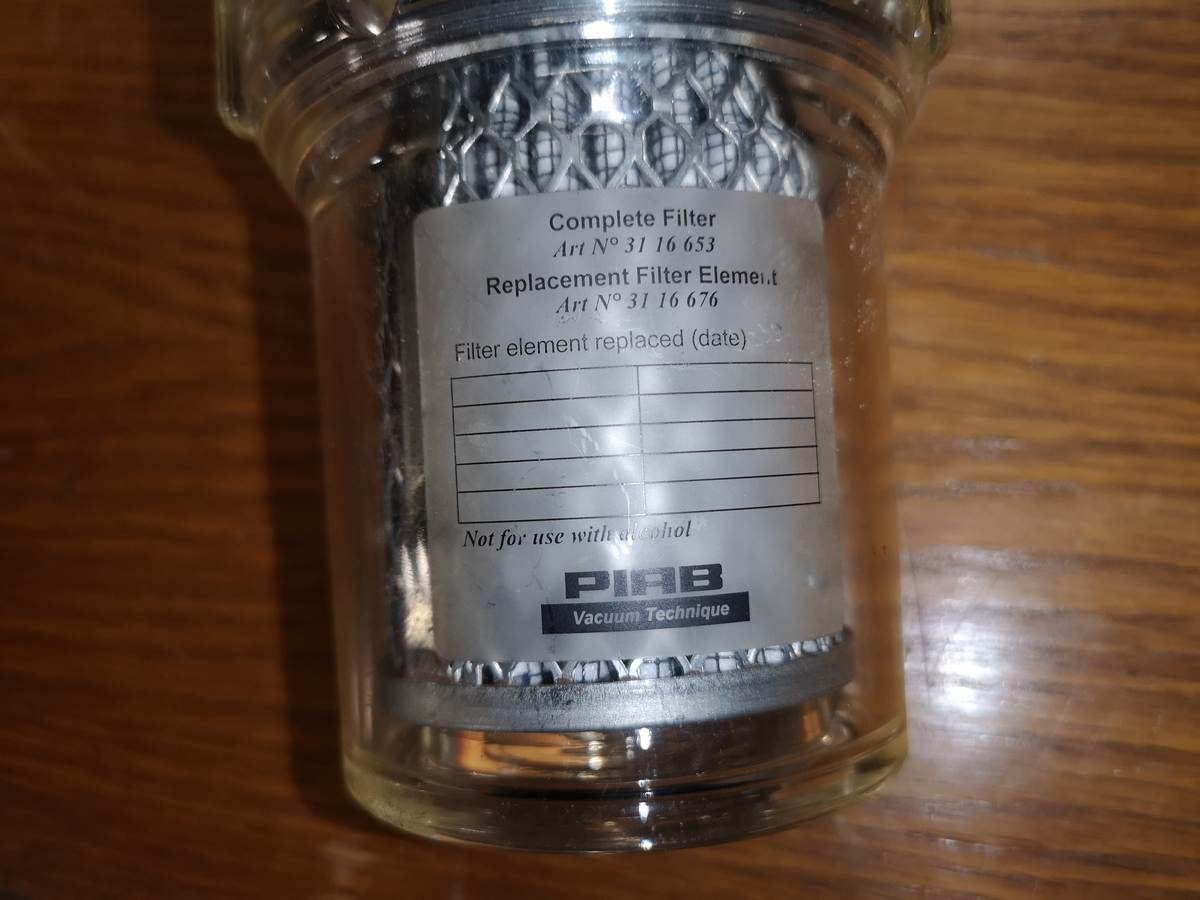 Complete Filter
Art N° 31 16 653
Replacement Filter Element
Art N° 31 16 676
Filter element replaced (date)
Not for use with alcohol
PIAB
Vacuum Technique